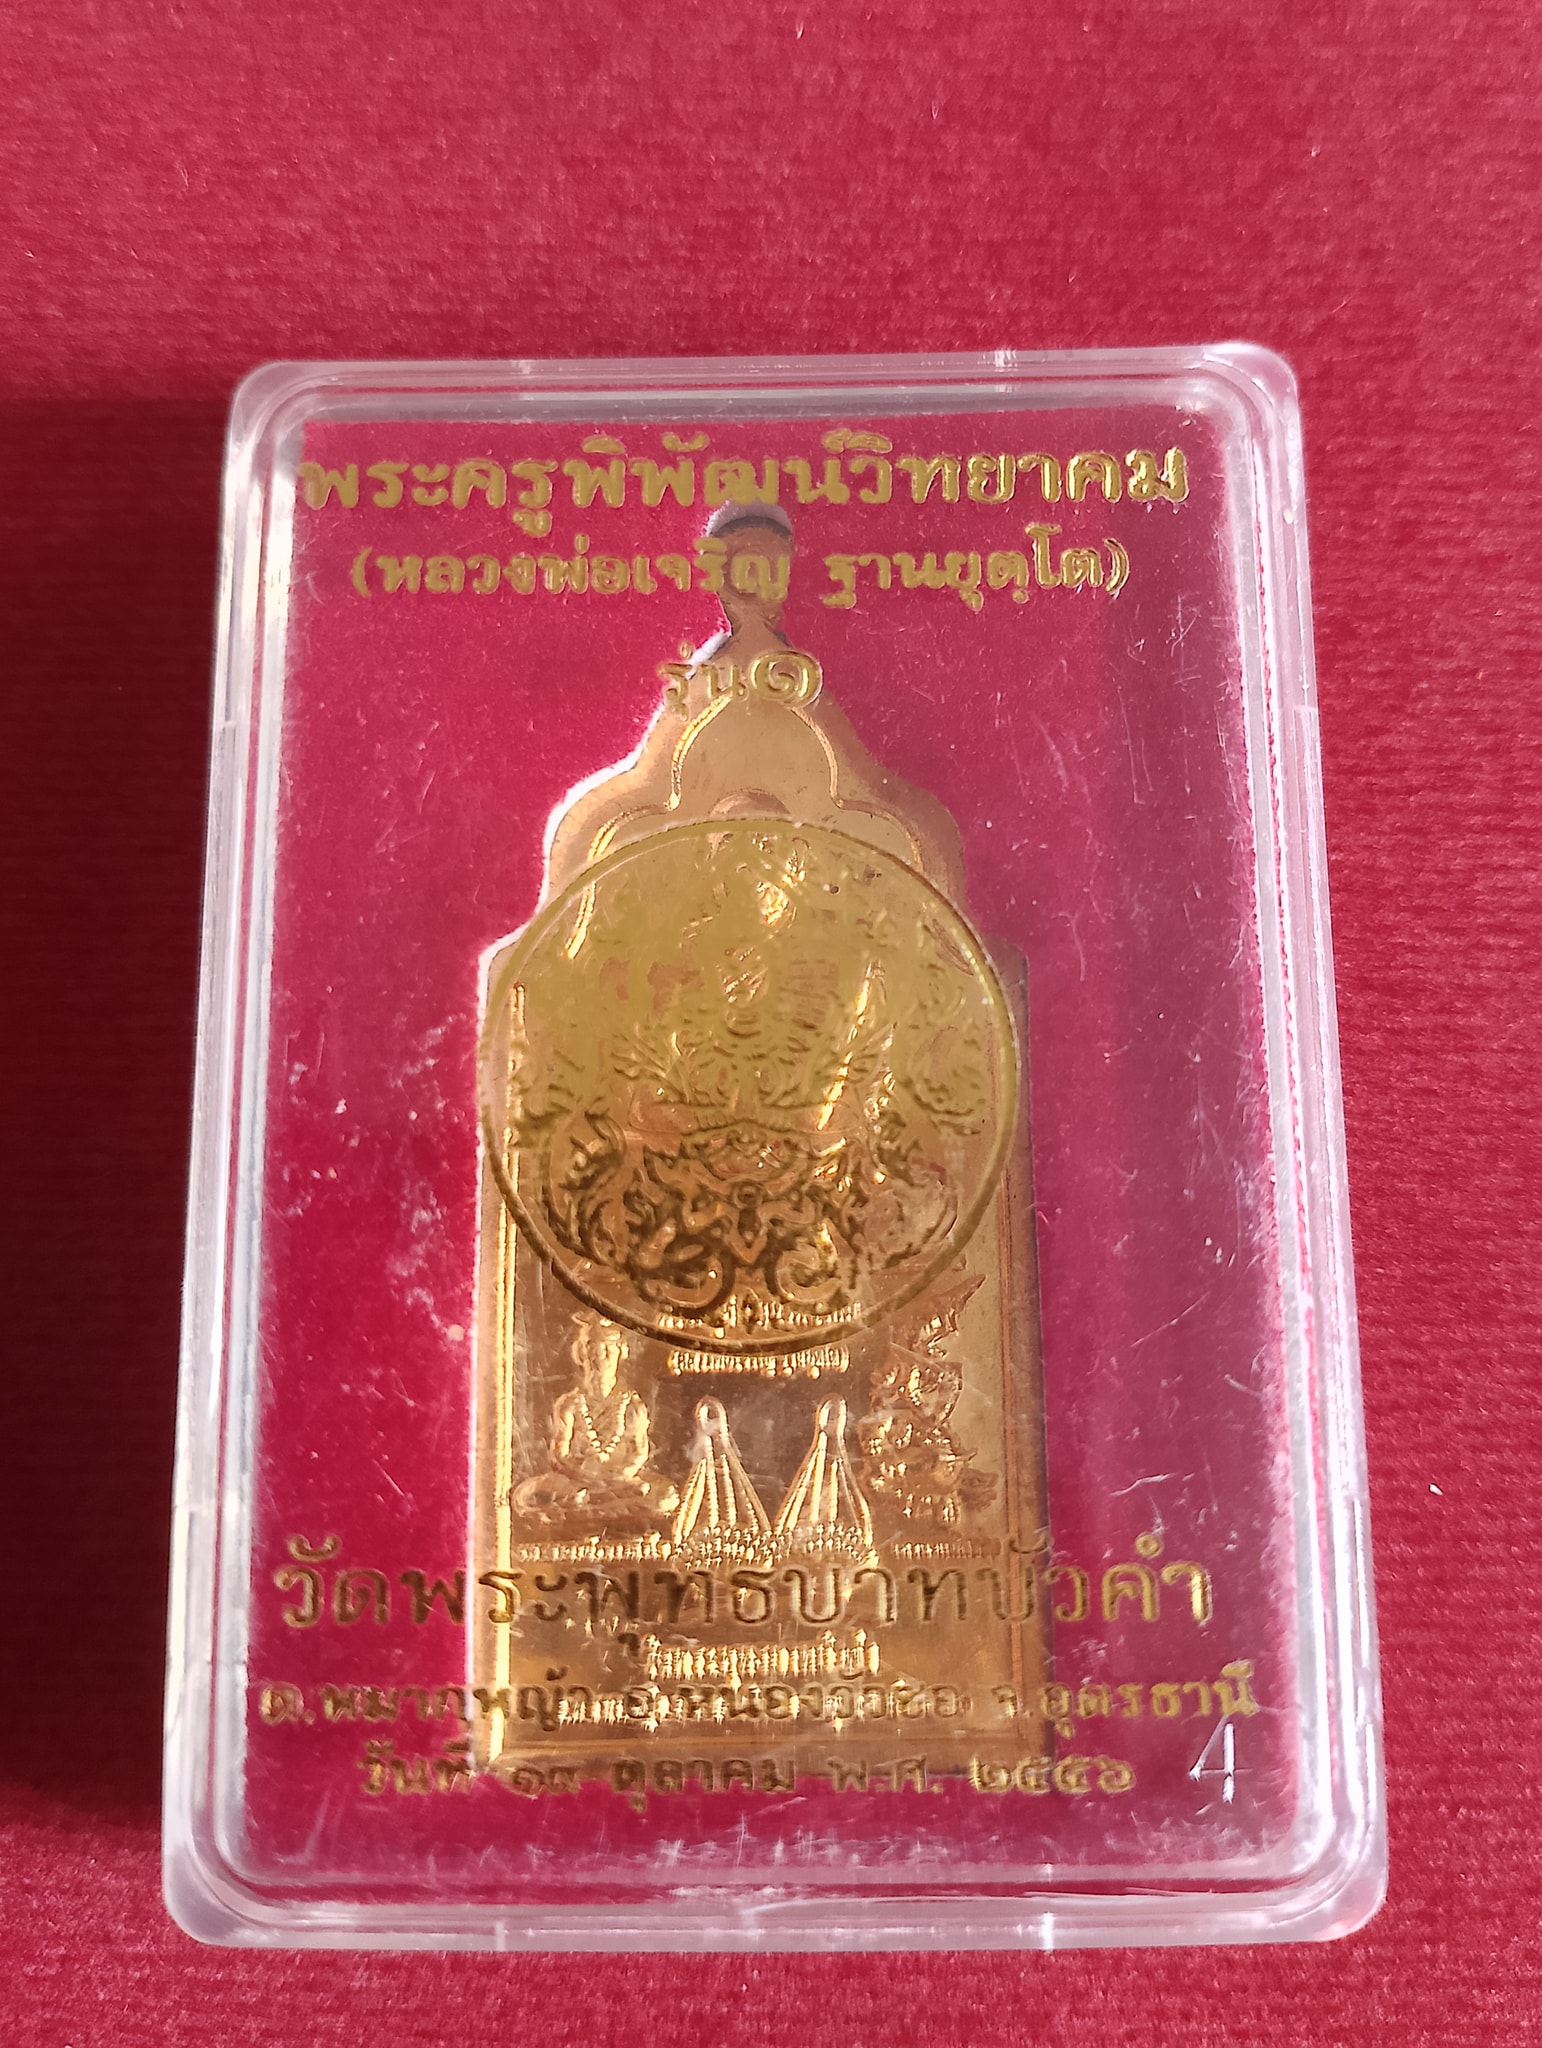 พระครูพิพัฒน์วิทยาคม
(หลวงพ่อเจริญ ฐานยุตฺโต)
รุ่น๑
วัดพระพุทธบาทบัวคำ
ต.หมากหญ้า อ.หนองวัวซอ จ.อุดรธานี
วันที่ ๑๙ ตุลาคม พ.ศ. ๒๕๕๖
4